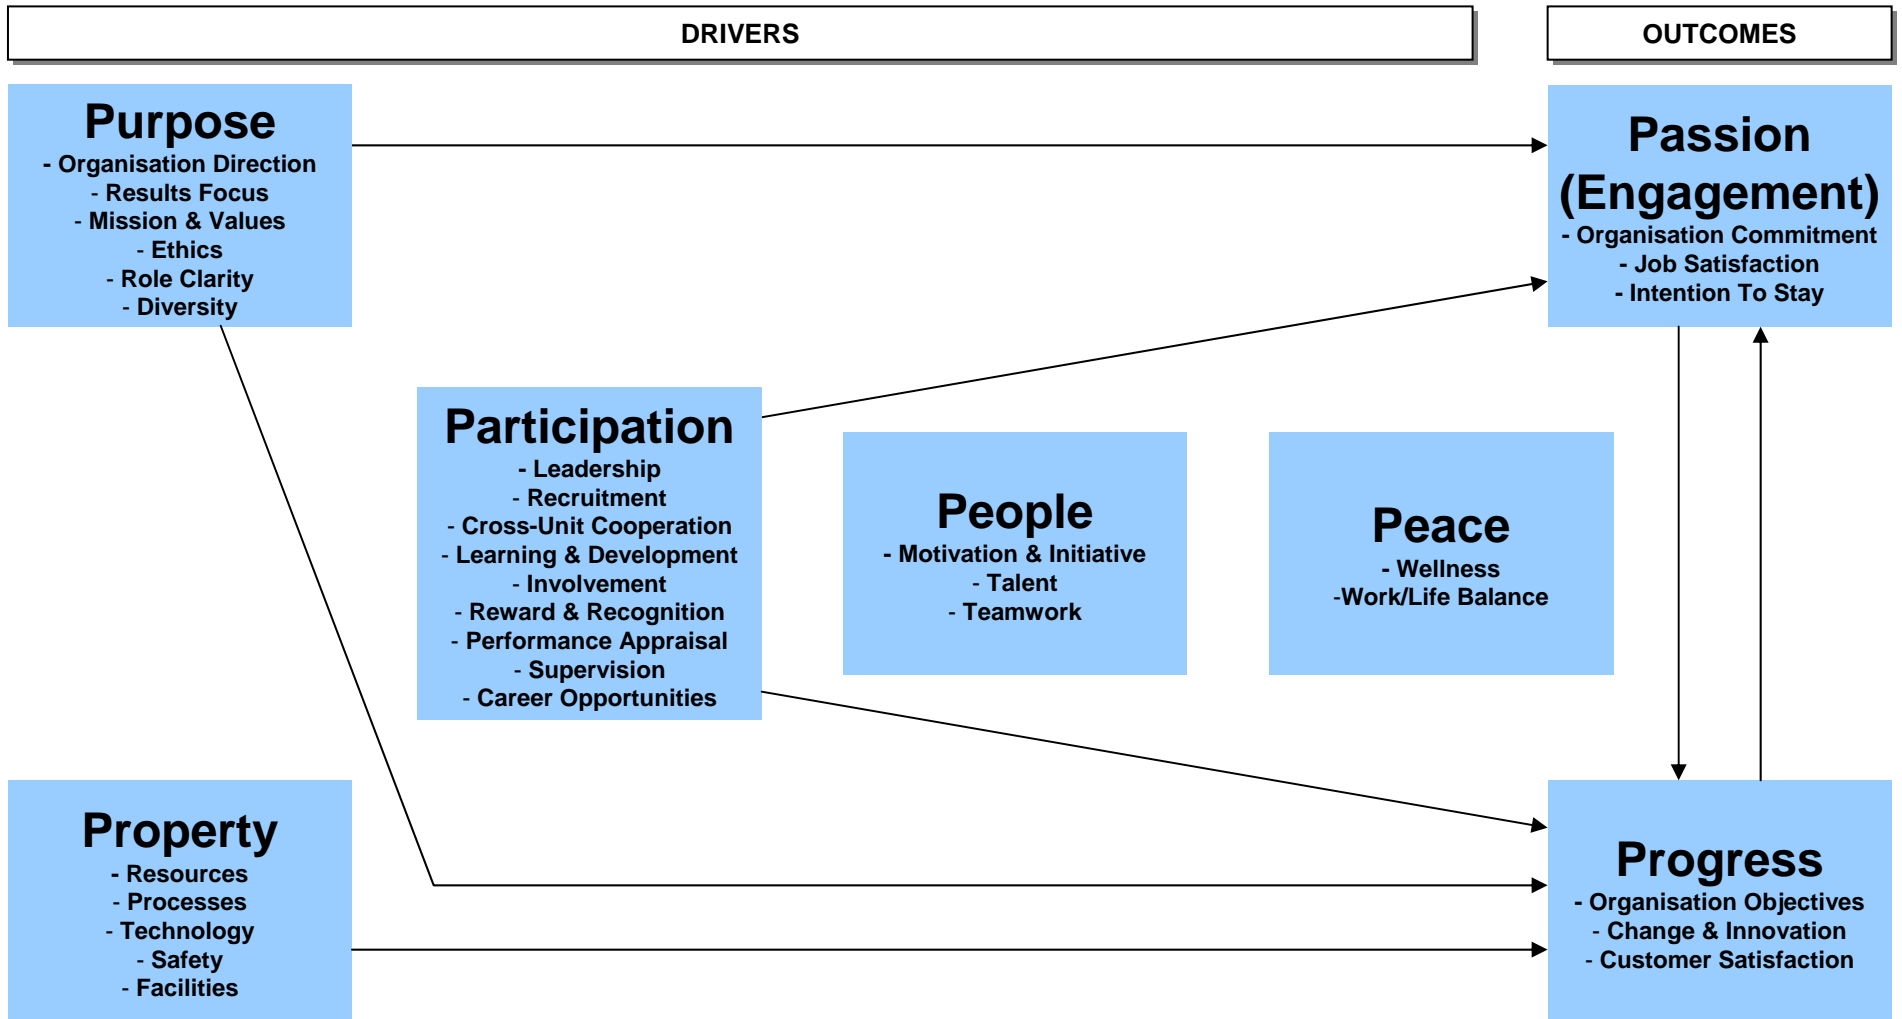 DRIVERS
OUTCOMES
Purpose
- Organisation Direction
- Results Focus
- Mission & Values
- Ethics
- Role Clarity
- Diversity
Passion
(Engagement)
- Organisation Commitment
- Job Satisfaction
- Intention To Stay
Participation
- Leadership
- Recruitment
- Cross-Unit Cooperation
- Learning & Development
- Involvement
- Reward & Recognition
- Performance Appraisal
- Supervision
- Career Opportunities
People
- Motivation & Initiative
- Talent
- Teamwork
Peace
- Wellness
-Work/Life Balance
Property
- Resources
- Processes
- Technology
- Safety
- Facilities
Progress
- Organisation Objectives
- Change & Innovation
- Customer Satisfaction